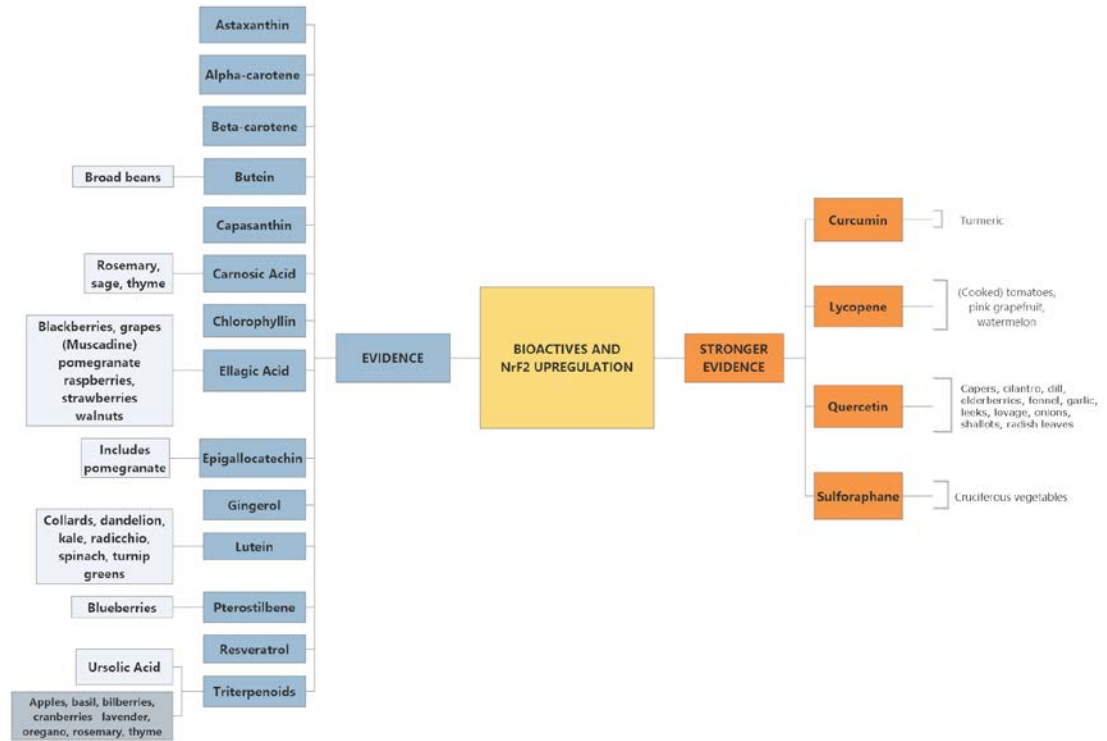 Astaxanthin
Alpha-carotene
Beta-carotene
Broad beans
Butein
Capasanthin
Rosemary,
sage, thyme
Carnosic Acid
Chlorophyllin
Blackberries, grapes
(Muscadine)
pomegranate
raspberries,
strawberries
walnuts
Ellagic Acid
Includes
pomegranate
Epigallocatechin
Gingerol
Collards, dandelion,
kale, radicchio,
spinach, turnip
greens
Lutein
Blueberries
Pterostilbene
Resveratrol
Ursolic Acid
Triterpenoids
Apples, basil, bilberries,
cranberries lavender,
oregano, rosemary, thyme
EVIDENCE
BIOACTIVES AND
NrF2 UPREGULATION
STRONGER
EVIDENCE
Curcumin
Turmeric
Lycopene
(Cooked) tomatoes,
pink grapefruit,
watermelon
Quercetin
Capers, cilantro, dill,
elderberries, fennel, garlic,
leeks, lovage, onions,
shallots, radish leaves
Sulforaphane
Cruciferous vegetables